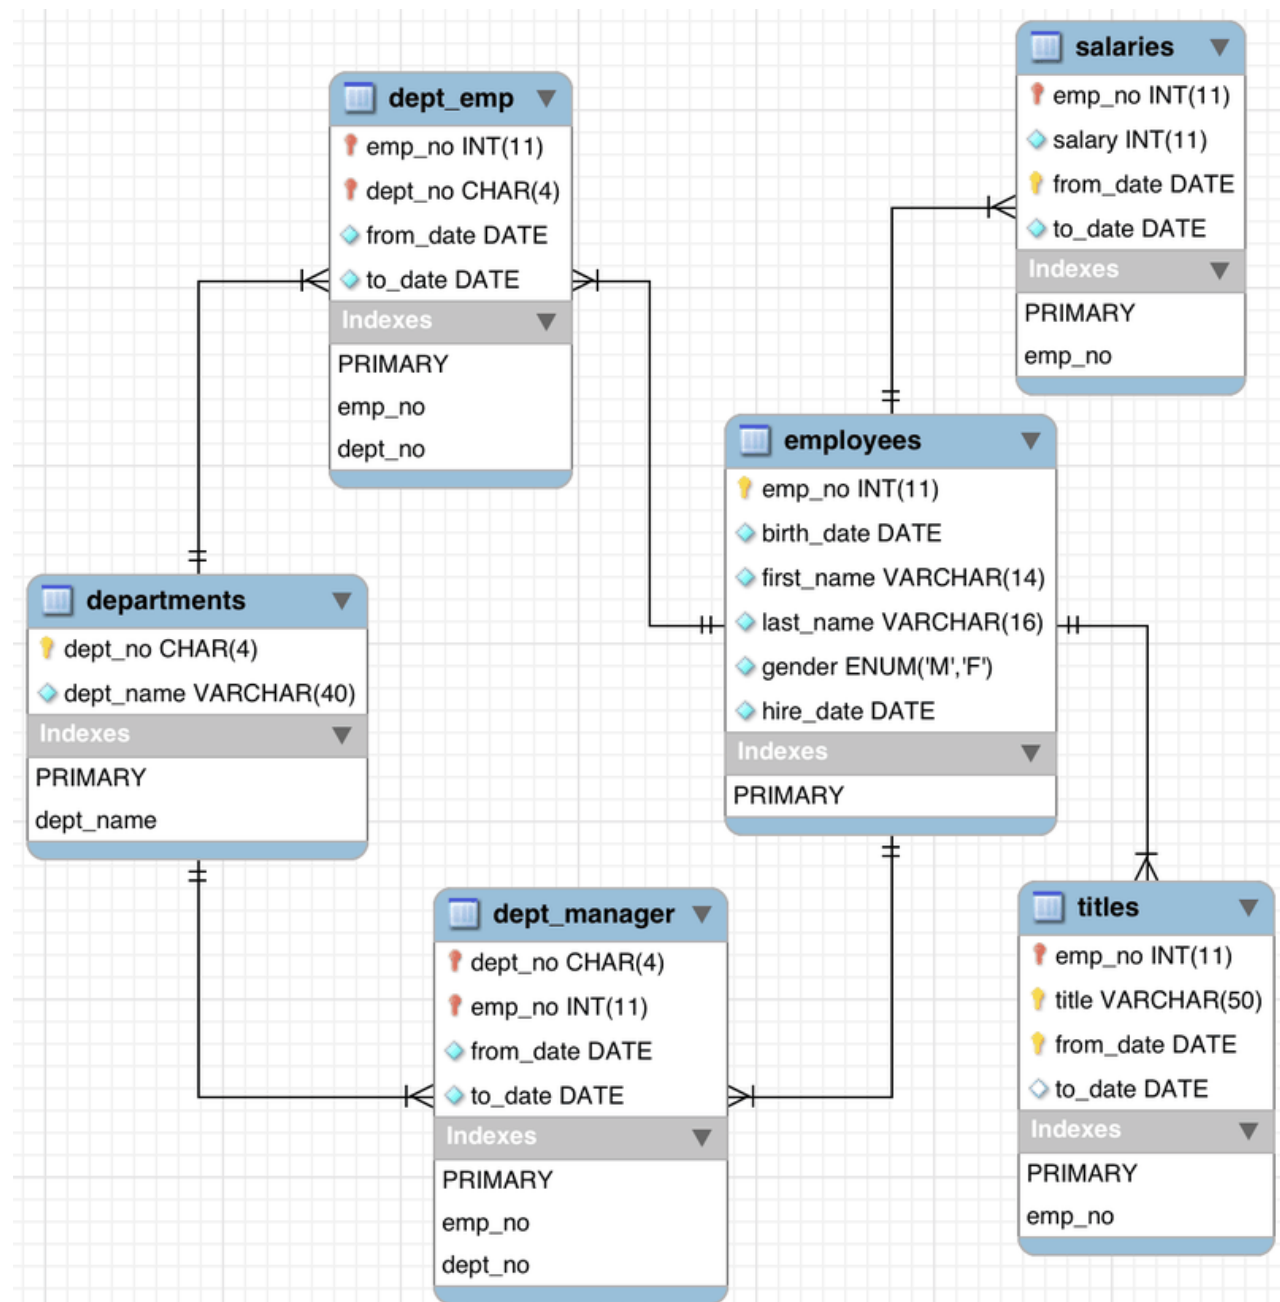 salaries
emp_no INT(11)
salary INT(11)
from_date DATE
to_date DATE
Indexes
PRIMARY
emp_no
dept_emp
emp_no INT(11)
dept_no CHAR(4)
from_date DATE
to_date DATE
Indexes
PRIMARY
emp_no
dept_no
employees
emp_no INT(11)
birth_date DATE
first_name VARCHAR(14)
last_name VARCHAR(16)
gender ENUM('M','F')
hire_date DATE
Indexes
PRIMARY
departments
dept_no CHAR(4)
dept_name VARCHAR(40)
Indexes
PRIMARY
dept_name
dept_manager
dept_no CHAR(4)
emp_no INT(11)
from_date DATE
to_date DATE
Indexes
PRIMARY
emp_no
dept_no
titles
emp_no INT(11)
title VARCHAR(50)
from_date DATE
to_date DATE
Indexes
PRIMARY
emp_no